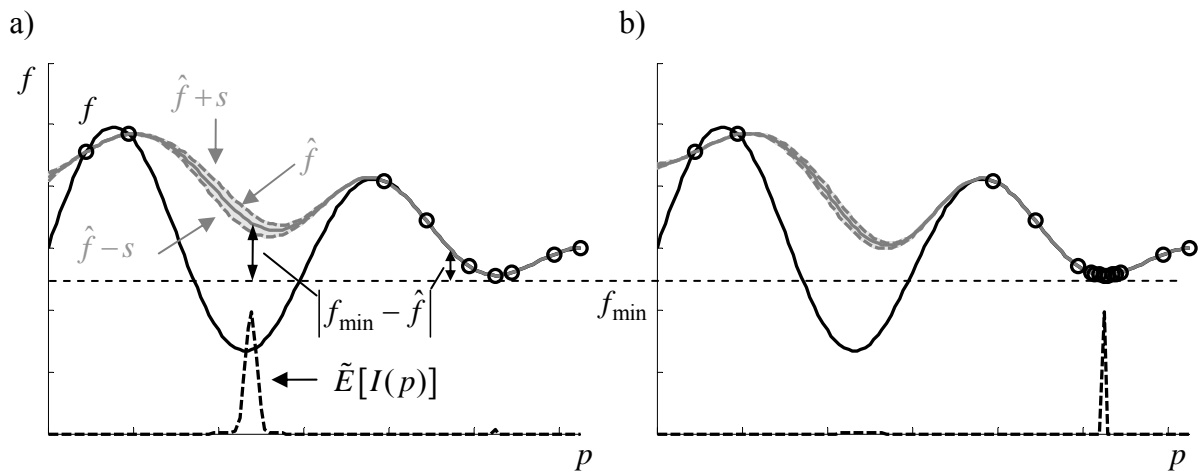 a)
b)
f
f
f̂+s
f̂
f̂−s
|f_min − f̂|
Ẽ[I(p)]
p
f_min
p